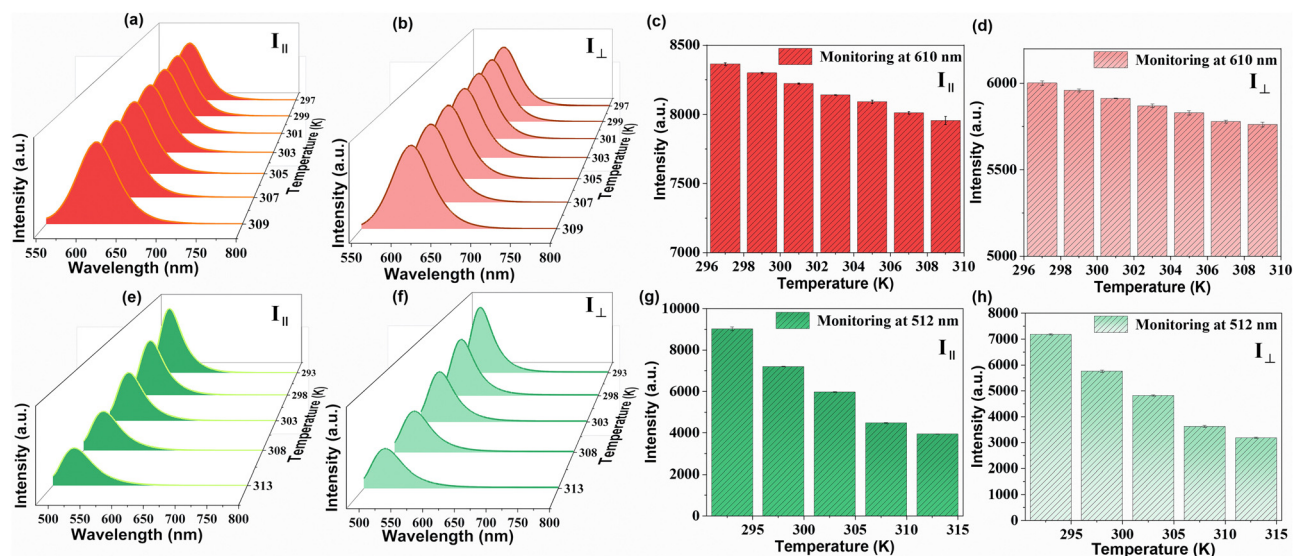 (a)
I∥
Intensity (a.u.)
297
299
301
303
305
307
309
Temperature (K)
550 600 650 700 750 800
Wavelength (nm)
(b)
I⊥
Intensity (a.u.)
297
299
301
303
305
307
309
Temperature (K)
550 600 650 700 750 800
Wavelength (nm)
(c)
Monitoring at 610 nm
I∥
Intensity (a.u.)
8500
8000
7500
7000
296 298 300 302 304 306 308 310
Temperature (K)
(d)
Monitoring at 610 nm
I⊥
Intensity (a.u.)
6000
5500
5000
296 298 300 302 304 306 308 310
Temperature (K)
(e)
I∥
Intensity (a.u.)
293
298
303
308
313
Temperature (K)
500 550 600 650 700 750 800
Wavelength (nm)
(f)
I⊥
Intensity (a.u.)
293
298
303
308
313
Temperature (K)
500 550 600 650 700 750 800
Wavelength (nm)
(g)
Monitoring at 512 nm
I∥
Intensity (a.u.)
10000
8000
6000
4000
2000
0
295 300 305 310 315
Temperature (K)
(h)
Monitoring at 512 nm
I⊥
Intensity (a.u.)
8000
7000
6000
5000
4000
3000
2000
1000
0
295 300 305 310 315
Temperature (K)